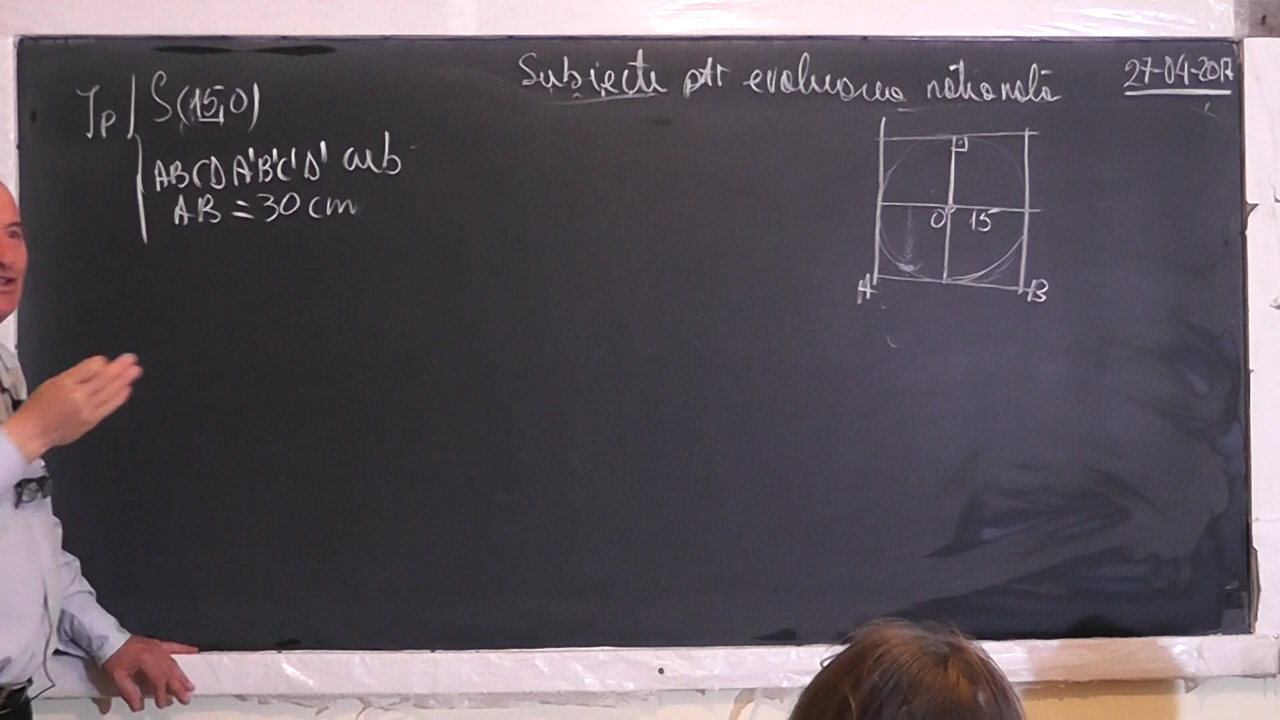 Subiecte ptr evaluarea națională
27-04-2017
Ip S(15,0)
ABCDA'B'C'D' cub
AB = 30 cm
O 15
A B